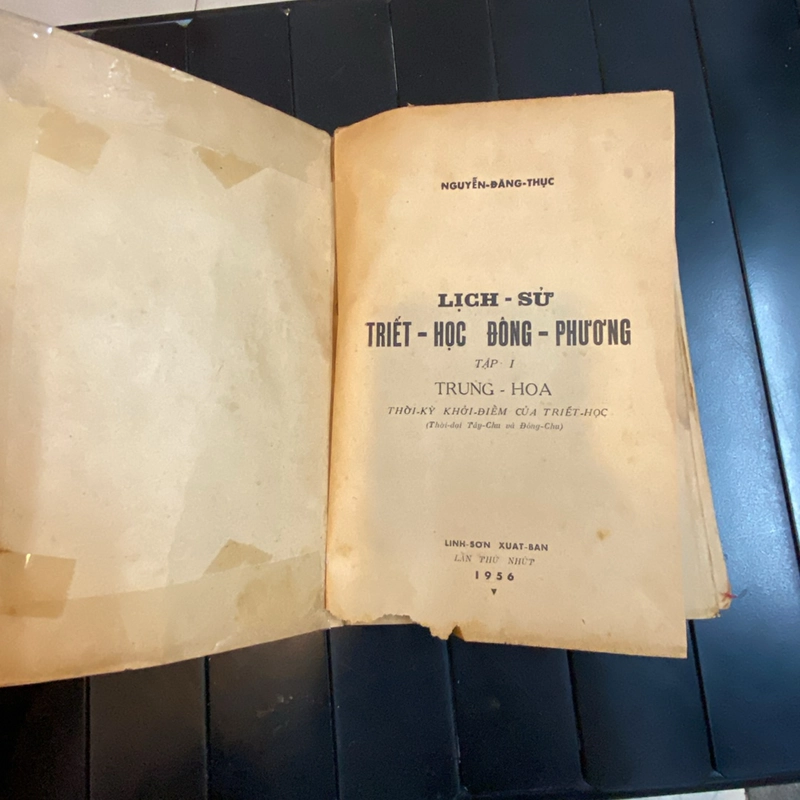 NGUYỄN-ĐĂNG-THỤC
LỊCH - SỬ
TRIẾT - HỌC ĐÔNG - PHƯƠNG
TẬP I
TRUNG - HOA
THỜI-KỲ KHỞI-ĐIỂM CỦA TRIẾT-HỌC
(Thời-đại Tây-Chu và Đông-Chu)
LINH-SƠN XUẤT-BẢN
LẦN THỨ NHỨT
1956